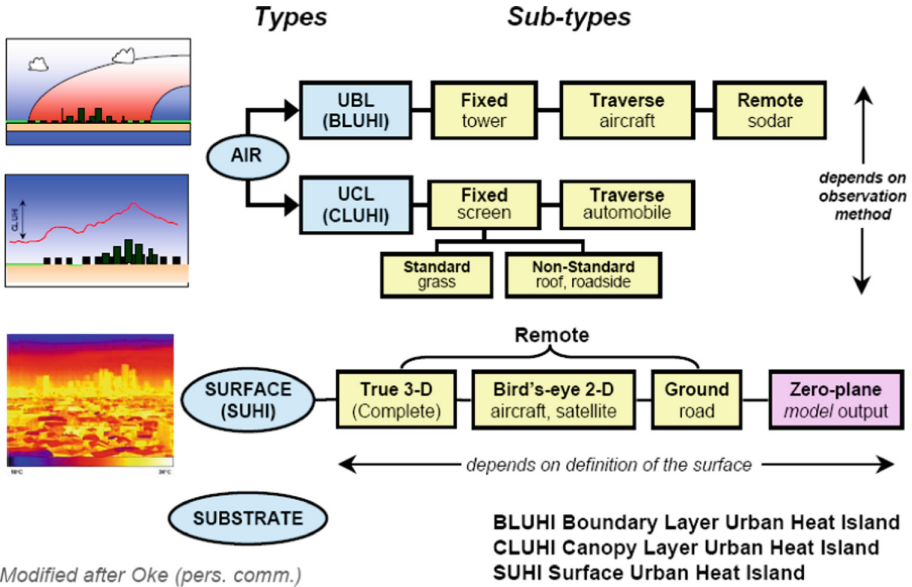 Types
Sub-types
UBL
(BLUHI)
Fixed
tower
Traverse
aircraft
Remote
sodar
AIR
depends on
observation
method
UCL
(CLUHI)
Fixed
screen
Traverse
automobile
CLUHI
Standard
grass
Non-Standard
roof, roadside
Remote
SURFACE
(SUHI)
True 3-D
(Complete)
Bird's-eye 2-D
aircraft, satellite
Ground
road
Zero-plane
model output
depends on definition of the surface
SUBSTRATE
BLUHI Boundary Layer Urban Heat Island
CLUHI Canopy Layer Urban Heat Island
SUHI Surface Urban Heat Island
Modified after Oke (pers. comm.)